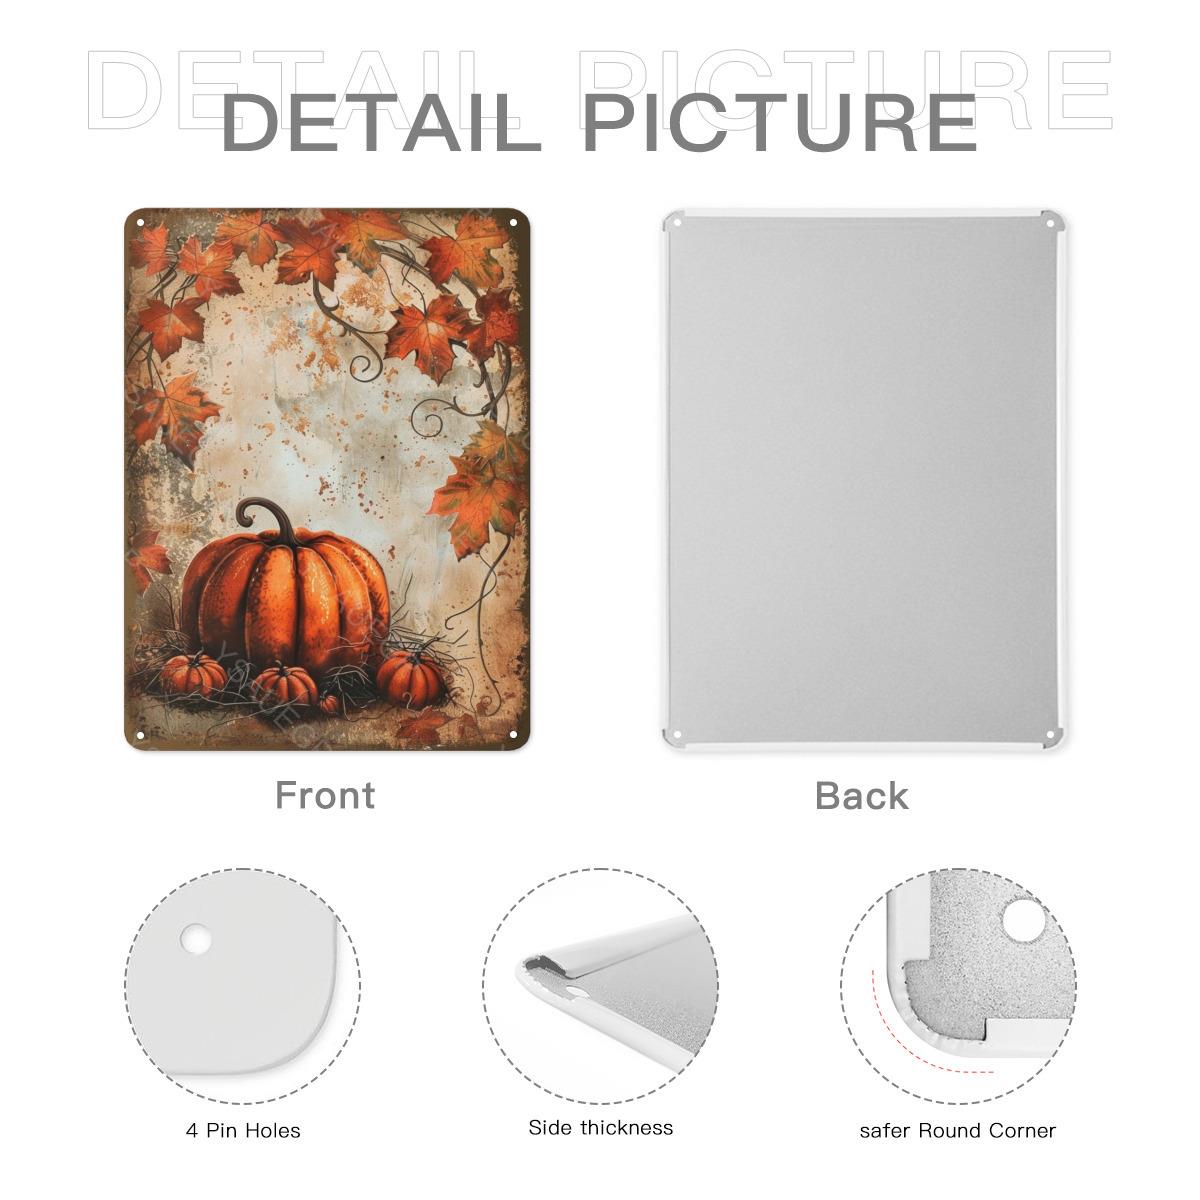 DETAIL PICTURE
DETAIL PICTURE
Front
Back
4 Pin Holes
Side thickness
safer Round Corner